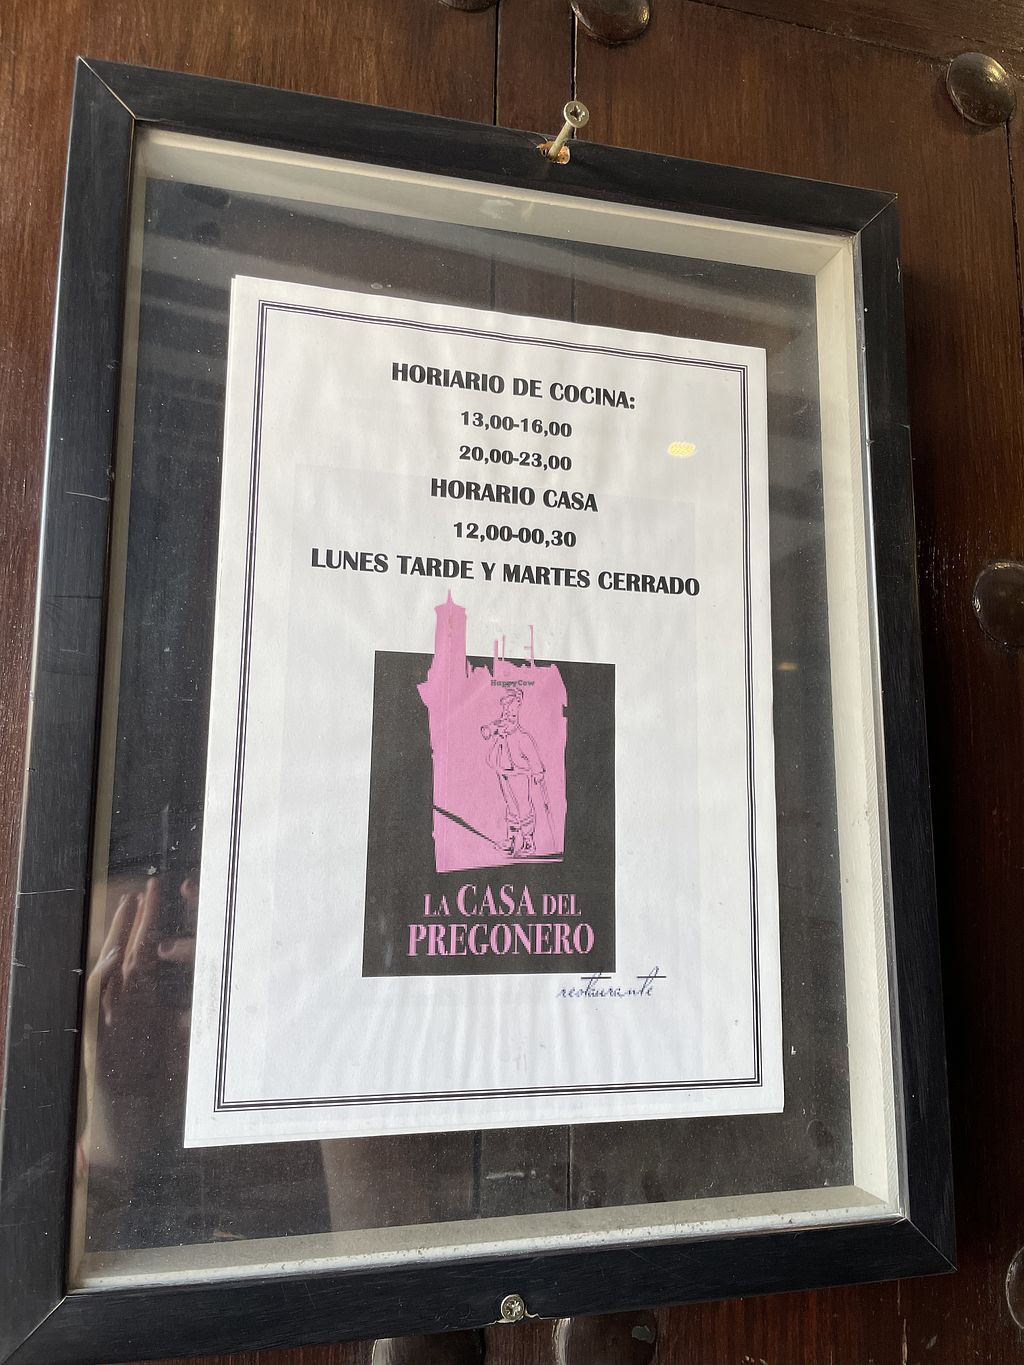 HORIARIO DE COCINA:
13,00-16,00
20,00-23,00
HORARIO CASA
12,00-00,30
LUNES TARDE Y MARTES CERRADO
HappyCow
LA CASA DEL
PREGONERO
restaurante